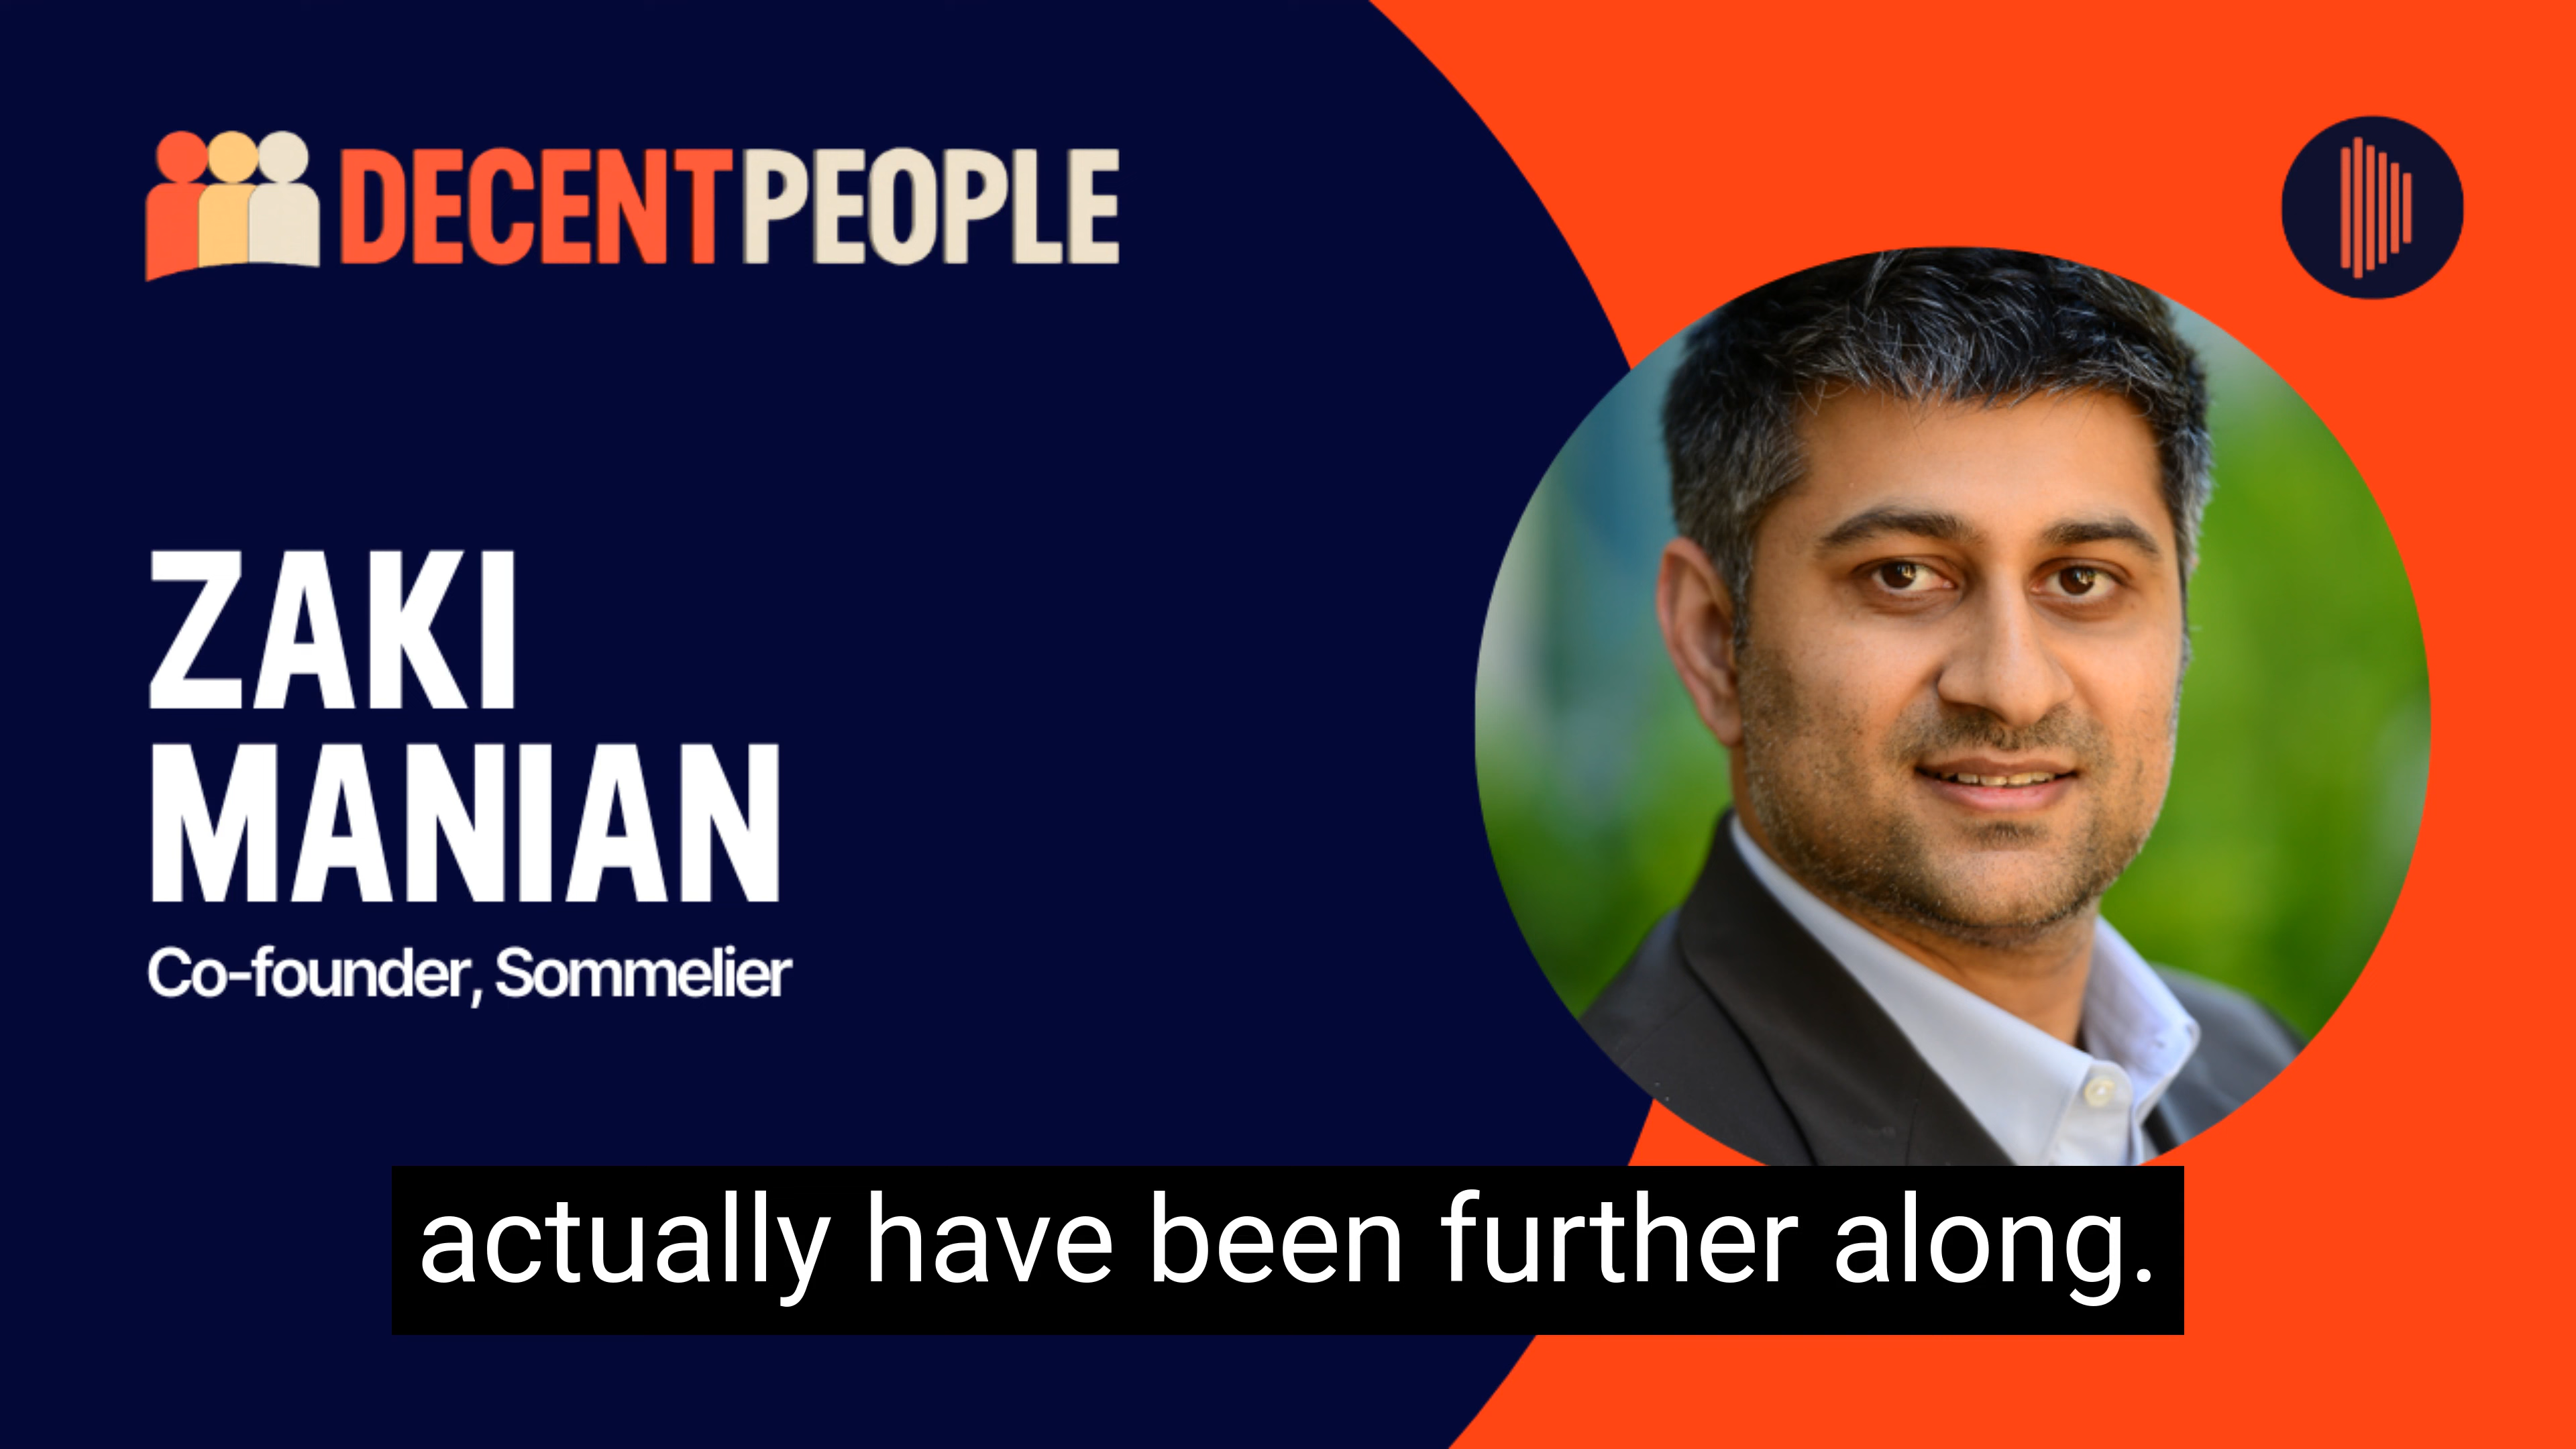 DECENTPEOPLE
ZAKI
MANIAN
Co-founder, Sommelier
actually have been further along.